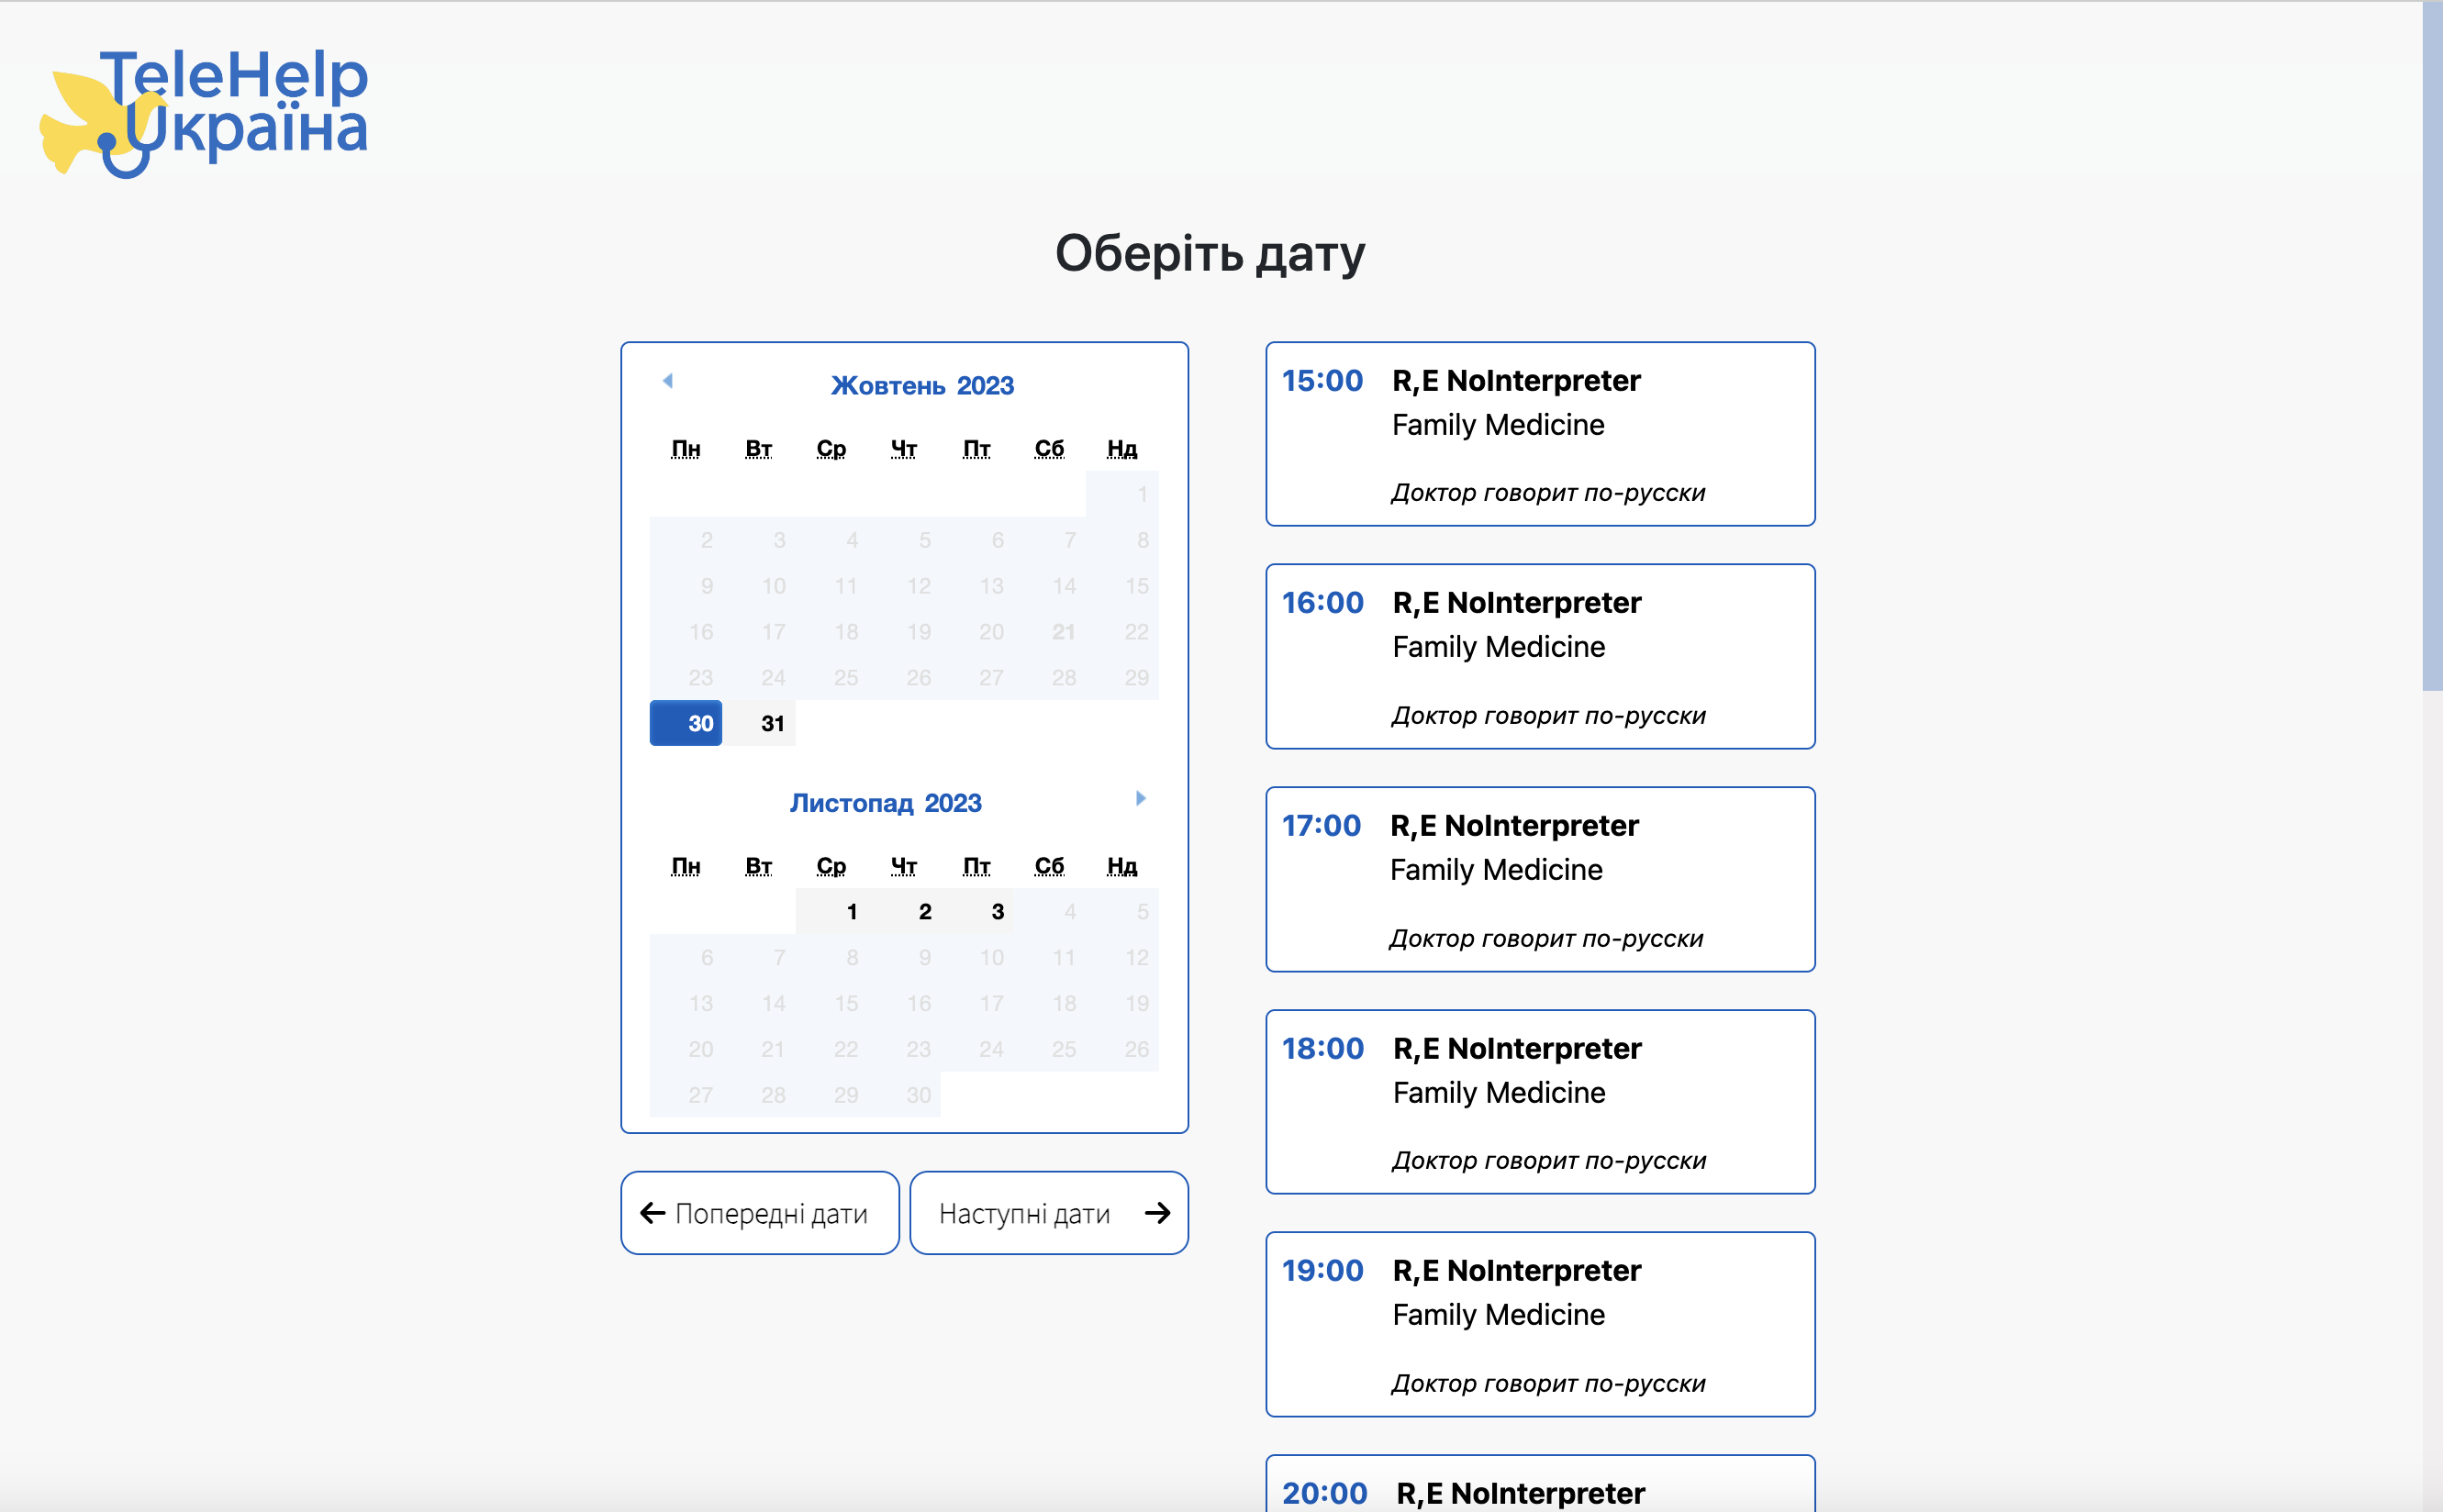 TeleHelp
Україна
Оберіть дату
Жовтень 2023
Пн Вт Ср Чт Пт Сб Нд
1
2 3 4 5 6 7 8
9 10 11 12 13 14 15
16 17 18 19 20 21 22
23 24 25 26 27 28 29
30 31
Листопад 2023
Пн Вт Ср Чт Пт Сб Нд
1 2 3 4 5
6 7 8 9 10 11 12
13 14 15 16 17 18 19
20 21 22 23 24 25 26
27 28 29 30
Попередні дати
Наступні дати
15:00 R,E NoInterpreter
Family Medicine
Доктор говорит по-русски
16:00 R,E NoInterpreter
Family Medicine
Доктор говорит по-русски
17:00 R,E NoInterpreter
Family Medicine
Доктор говорит по-русски
18:00 R,E NoInterpreter
Family Medicine
Доктор говорит по-русски
19:00 R,E NoInterpreter
Family Medicine
Доктор говорит по-русски
20:00 R,E NoInterpreter